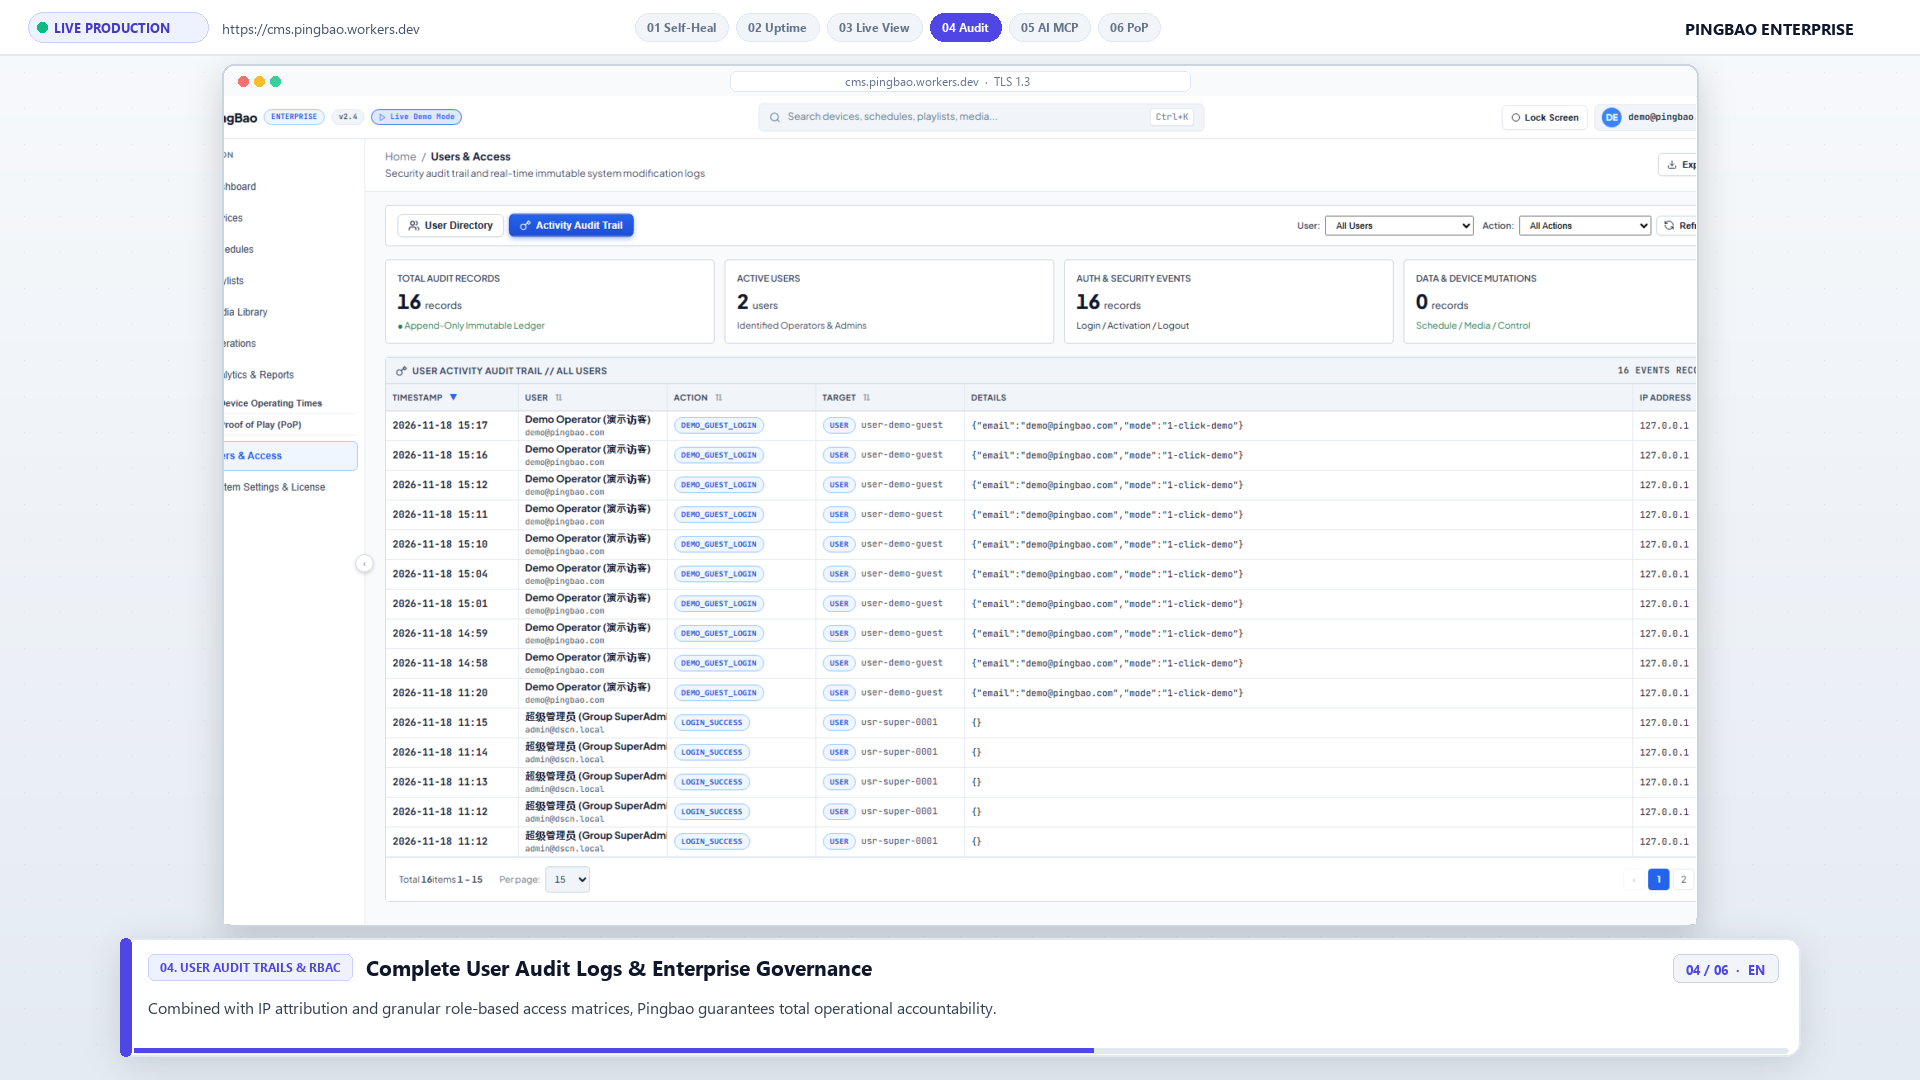 LIVE PRODUCTION
https://cms.pingbao.workers.dev
01 Self-Heal
02 Uptime
03 Live View
04 Audit
05 AI MCP
06 PoP
PINGBAO ENTERPRISE
cms.pingbao.workers.dev · TLS 1.3
ngBao
ENTERPRISE
v2.4
Live Demo Mode
Search devices, schedules, playlists, media...
Ctrl+K
Lock Screen
DE
demo@pingbao.
ON
hboard
ices
edules
ylists
dia Library
erations
lytics & Reports
evice Operating Times
roof of Play (PoP)
rs & Access
tem Settings & License
Home / Users & Access
Security audit trail and real-time immutable system modification logs
Exp
User Directory
Activity Audit Trail
User:
All Users
Action:
All Actions
Refr
TOTAL AUDIT RECORDS
16 records
Append-Only Immutable Ledger
ACTIVE USERS
2 users
Identified Operators & Admins
AUTH & SECURITY EVENTS
16 records
Login / Activation / Logout
DATA & DEVICE MUTATIONS
0 records
Schedule / Media / Control
USER ACTIVITY AUDIT TRAIL // ALL USERS
16 EVENTS RECO
TIMESTAMP ▼ USER ⇅ ACTION ⇅ TARGET ⇅ DETAILS IP ADDRESS
2026-11-18 15:17 Demo Operator (演示访客) DEMO_GUEST_LOGIN USER user-demo-guest {"email":"demo@pingbao.com","mode":"1-click-demo"} 127.0.0.1
demo@pingbao.com
2026-11-18 15:16 Demo Operator (演示访客) DEMO_GUEST_LOGIN USER user-demo-guest {"email":"demo@pingbao.com","mode":"1-click-demo"} 127.0.0.1
demo@pingbao.com
2026-11-18 15:12 Demo Operator (演示访客) DEMO_GUEST_LOGIN USER user-demo-guest {"email":"demo@pingbao.com","mode":"1-click-demo"} 127.0.0.1
demo@pingbao.com
2026-11-18 15:11 Demo Operator (演示访客) DEMO_GUEST_LOGIN USER user-demo-guest {"email":"demo@pingbao.com","mode":"1-click-demo"} 127.0.0.1
demo@pingbao.com
2026-11-18 15:10 Demo Operator (演示访客) DEMO_GUEST_LOGIN USER user-demo-guest {"email":"demo@pingbao.com","mode":"1-click-demo"} 127.0.0.1
demo@pingbao.com
2026-11-18 15:04 Demo Operator (演示访客) DEMO_GUEST_LOGIN USER user-demo-guest {"email":"demo@pingbao.com","mode":"1-click-demo"} 127.0.0.1
demo@pingbao.com
2026-11-18 15:01 Demo Operator (演示访客) DEMO_GUEST_LOGIN USER user-demo-guest {"email":"demo@pingbao.com","mode":"1-click-demo"} 127.0.0.1
demo@pingbao.com
2026-11-18 14:59 Demo Operator (演示访客) DEMO_GUEST_LOGIN USER user-demo-guest {"email":"demo@pingbao.com","mode":"1-click-demo"} 127.0.0.1
demo@pingbao.com
2026-11-18 14:58 Demo Operator (演示访客) DEMO_GUEST_LOGIN USER user-demo-guest {"email":"demo@pingbao.com","mode":"1-click-demo"} 127.0.0.1
demo@pingbao.com
2026-11-18 11:20 Demo Operator (演示访客) DEMO_GUEST_LOGIN USER user-demo-guest {"email":"demo@pingbao.com","mode":"1-click-demo"} 127.0.0.1
demo@pingbao.com
2026-11-18 11:15 超级管理员 (Group SuperAdmi LOGIN_SUCCESS USER usr-super-0001 {} 127.0.0.1
admin@dscn.local
2026-11-18 11:14 超级管理员 (Group SuperAdmi LOGIN_SUCCESS USER usr-super-0001 {} 127.0.0.1
admin@dscn.local
2026-11-18 11:13 超级管理员 (Group SuperAdmi LOGIN_SUCCESS USER usr-super-0001 {} 127.0.0.1
admin@dscn.local
2026-11-18 11:12 超级管理员 (Group SuperAdmi LOGIN_SUCCESS USER usr-super-0001 {} 127.0.0.1
admin@dscn.local
2026-11-18 11:12 超级管理员 (Group SuperAdmi LOGIN_SUCCESS USER usr-super-0001 {} 127.0.0.1
admin@dscn.local
Total 16 items 1 - 15
Per page:
15
‹ 1 2
04. USER AUDIT TRAILS & RBAC
Complete User Audit Logs & Enterprise Governance
04 / 06 · EN
Combined with IP attribution and granular role-based access matrices, Pingbao guarantees total operational accountability.